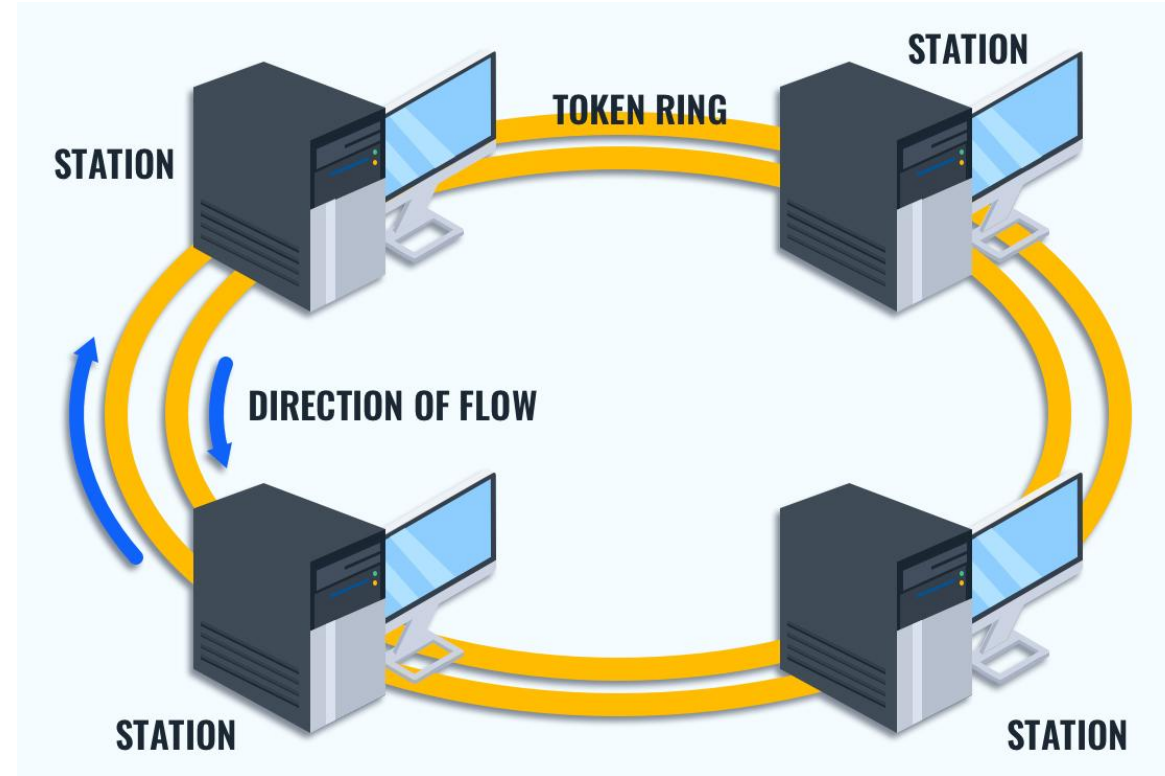 STATION
TOKEN RING
STATION
DIRECTION OF FLOW
STATION
STATION